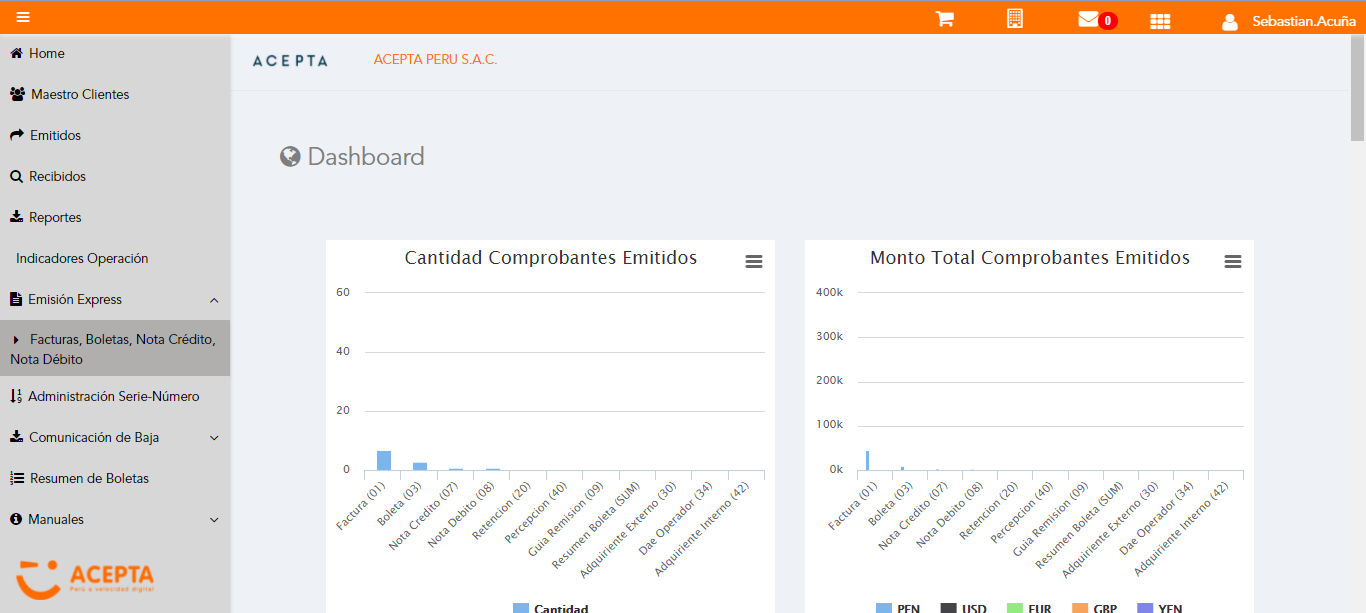 0
Sebastian.Acuña
Home
Maestro Clientes
Emitidos
Recibidos
Reportes
Indicadores Operación
Emisión Express
Facturas, Boletas, Nota Crédito,
Nota Débito
Administración Serie-Número
Comunicación de Baja
Resumen de Boletas
Manuales
ACEPTA
Perú a velocidad digital
ACEPTA
ACEPTA PERU S.A.C.
Dashboard
Cantidad Comprobantes Emitidos
60
40
20
0
Factura (01)
Boleta (03)
Nota Credito (07)
Nota Debito (08)
Retencion (20)
Percepcion (40)
Guia Remision (09)
Resumen Boleta (SUM)
Adquiriente Externo (30)
Dae Operador (34)
Adquiriente Interno (42)
Cantidad
Monto Total Comprobantes Emitidos
400k
300k
200k
100k
0k
Factura (01)
Boleta (03)
Nota Credito (07)
Nota Debito (08)
Retencion (20)
Percepcion (40)
Guia Remision (09)
Resumen Boleta (SUM)
Adquiriente Externo (30)
Dae Operador (34)
Adquiriente Interno (42)
PEN USD EUR GBP YEN